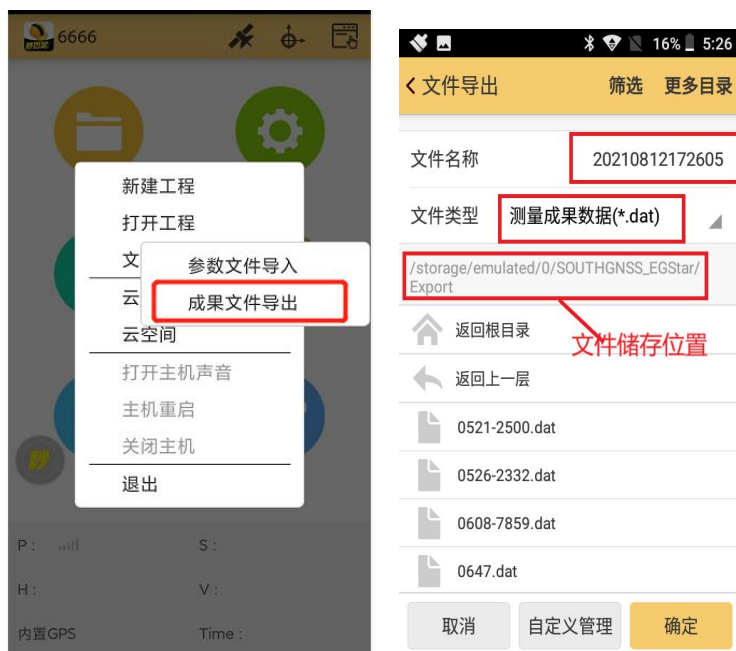 6666
新建工程
打开工程
文
参数文件导入
成果文件导出
云
云空间
打开主机声音
主机重启
关闭主机
退出
P：
S：
H：
V：
内置GPS
Time：
16% 5:26
文件导出
筛选
更多目录
文件名称
20210812172605
文件类型
测量成果数据(*.dat)
/storage/emulated/0/SOUTHGNSS_EGStar/
Export
文件储存位置
返回根目录
返回上一层
0521-2500.dat
0526-2332.dat
0608-7859.dat
0647.dat
取消
自定义管理
确定